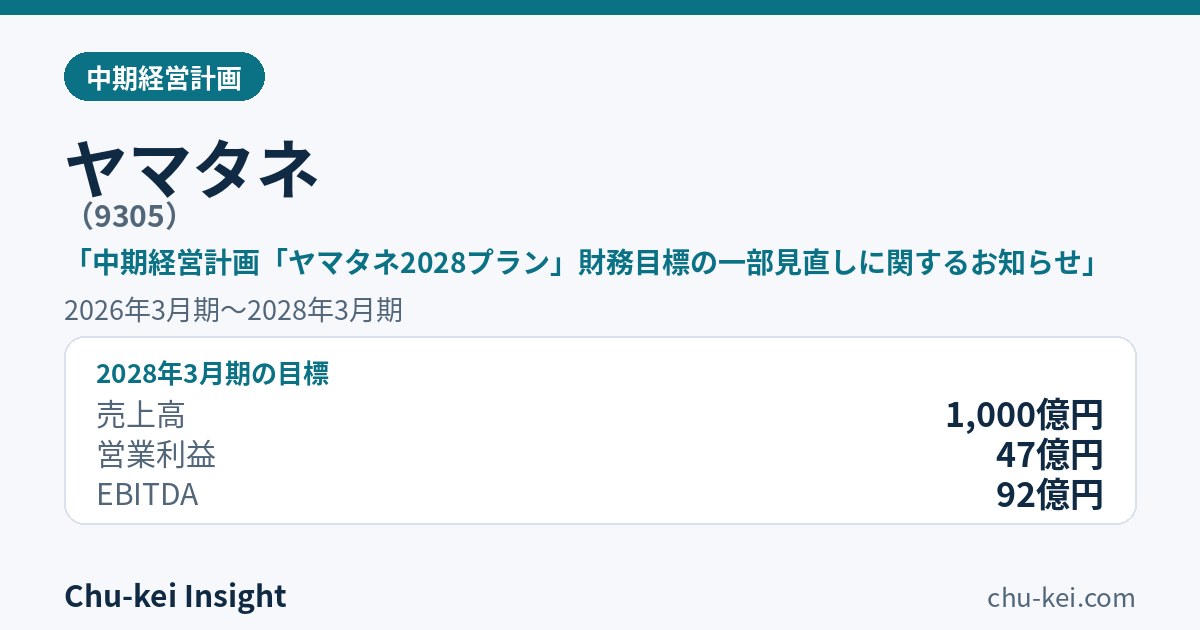 中期経営計画
ヤマタネ
（9305）
「中期経営計画「ヤマタネ2028プラン」財務目標の一部見直しに関するお知らせ」
2026年3月期～2028年3月期
2028年3月期の目標
売上高 1,000億円
営業利益 47億円
EBITDA 92億円
Chu-kei Insight chu-kei.com